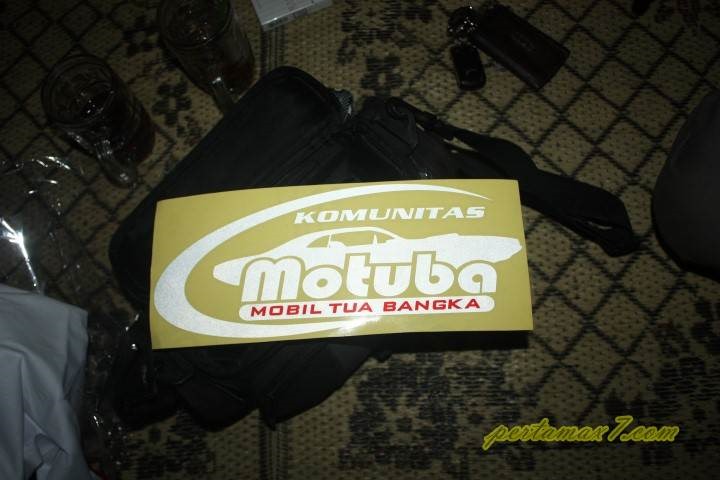 KOMUNITAS
Motuba
MOBIL TUA BANGKA
pertamax7.com